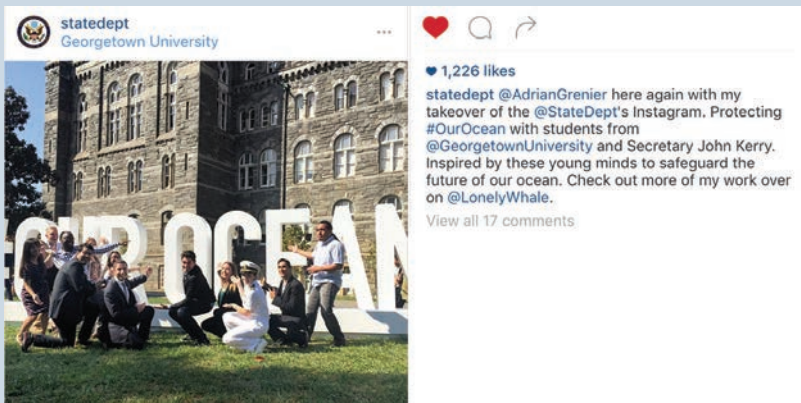 statedept
Georgetown University
1,226 likes
statedept @AdrianGrenier here again with my
takeover of the @StateDept's Instagram. Protecting
#OurOcean with students from
@GeorgetownUniversity and Secretary John Kerry.
Inspired by these young minds to safeguard the
future of our ocean. Check out more of my work over
on @LonelyWhale.
View all 17 comments
OCEAN